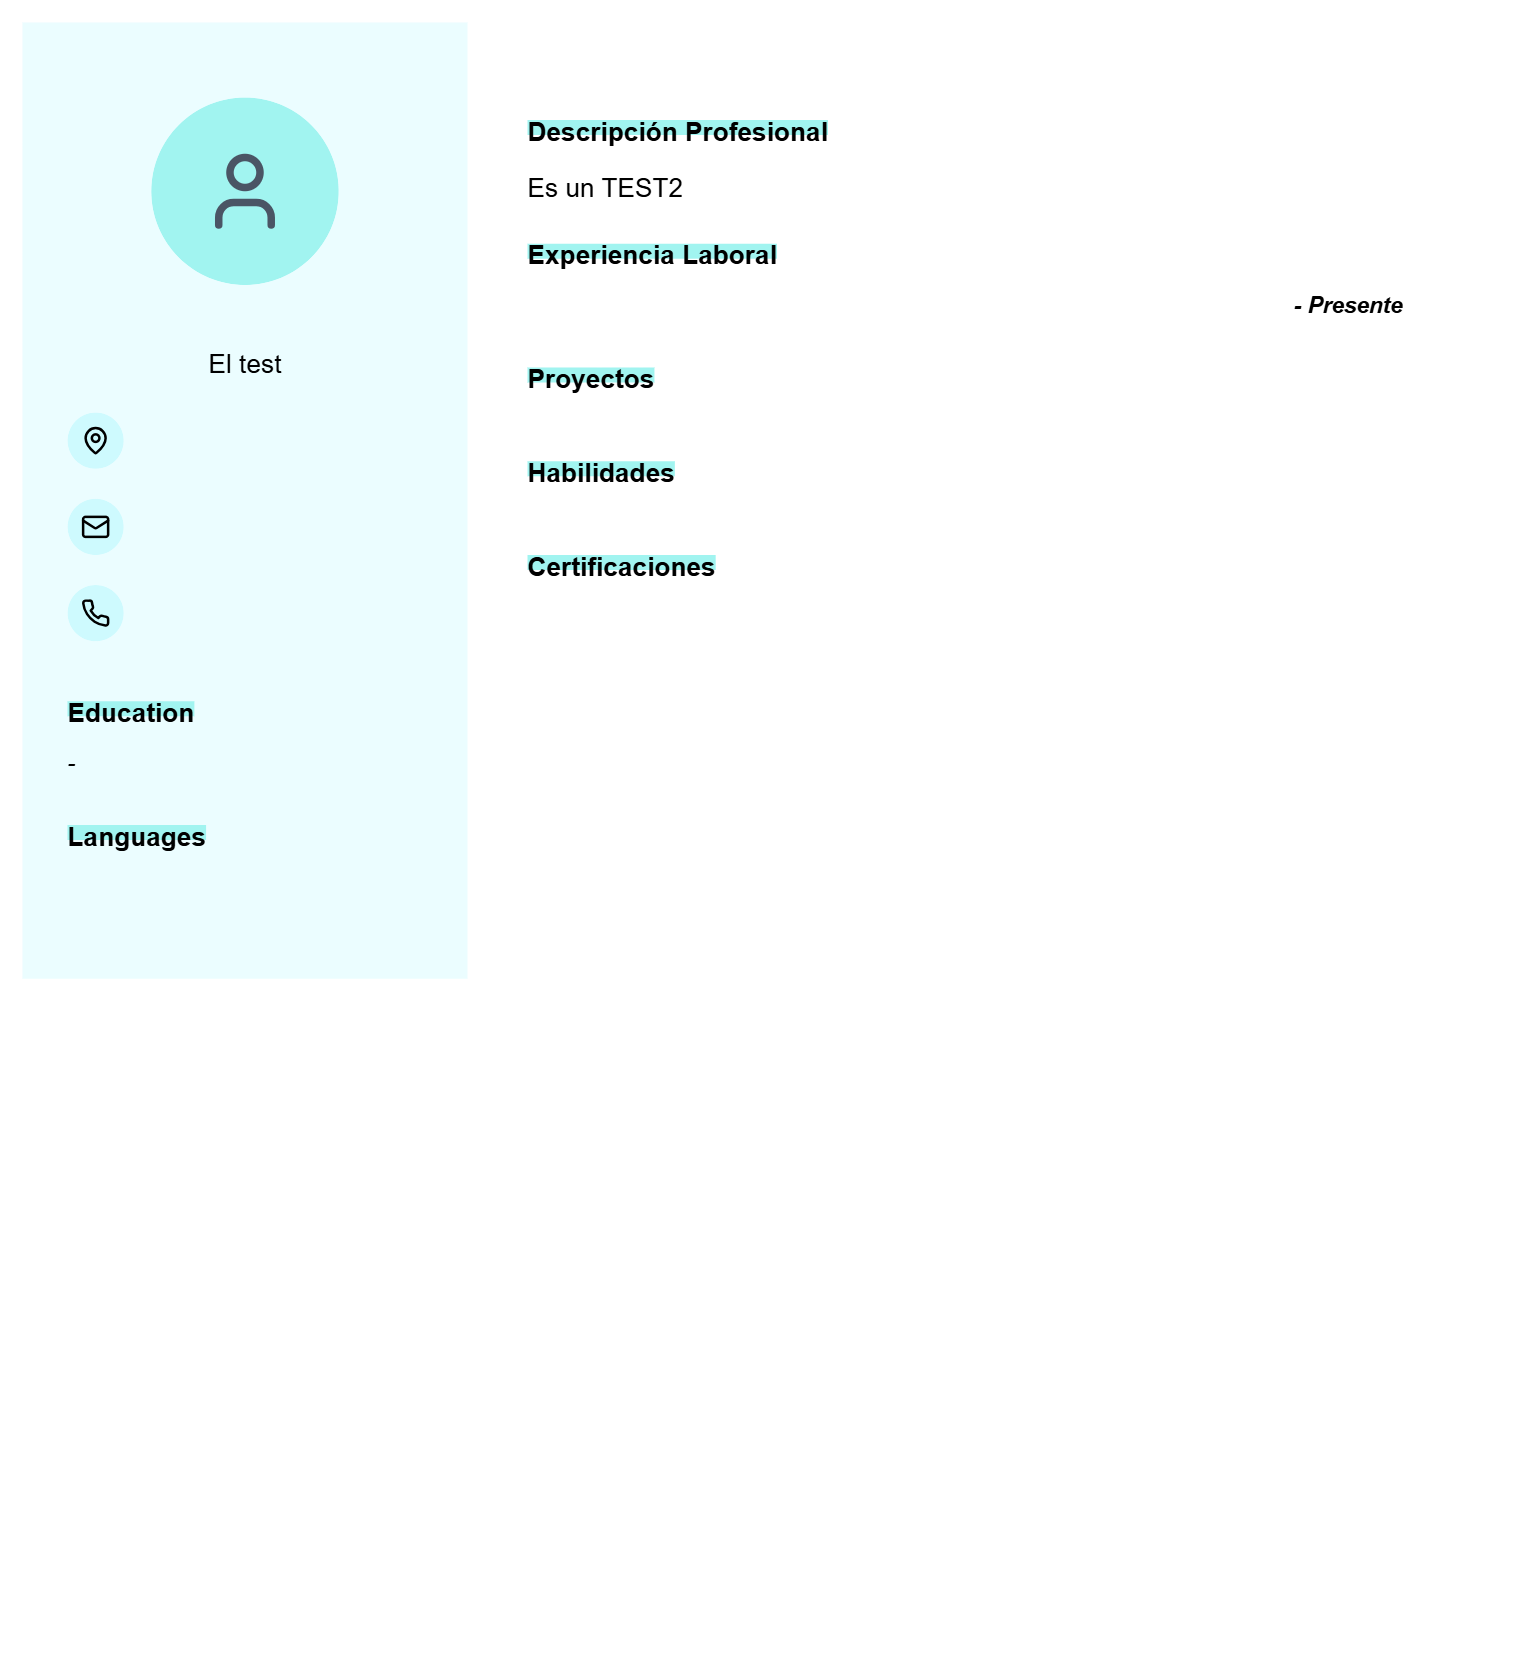 El test
Education
-
Languages
Descripción Profesional
Es un TEST2
Experiencia Laboral
- Presente
Proyectos
Habilidades
Certificaciones